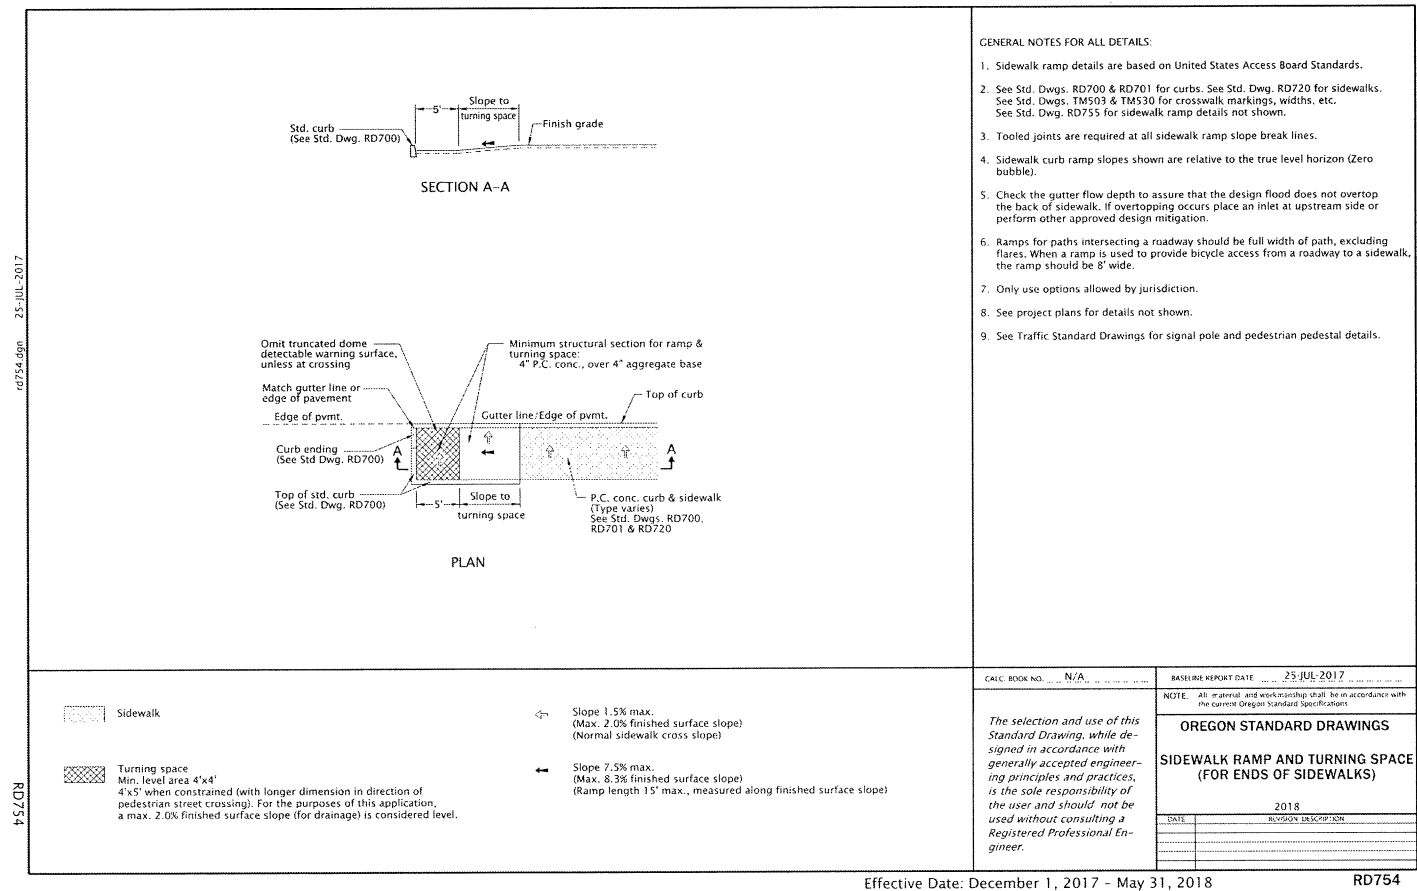 5'
Slope to
turning space
Std. curb
(See Std. Dwg. RD700)
Finish grade
SECTION A-A
Omit truncated dome
detectable warning surface,
unless at crossing
Minimum structural section for ramp &
turning space:
4" P.C. conc., over 4" aggregate base
Match gutter line or
edge of pavement
Top of curb
Edge of pvmt.
Gutter line/Edge of pvmt.
Curb ending
(See Std Dwg. RD700)
A
A
Top of std. curb
(See Std. Dwg. RD700)
5'
Slope to
turning space
P.C. conc. curb & sidewalk
(Type varies)
See Std. Dwgs. RD700,
RD701 & RD720
PLAN
GENERAL NOTES FOR ALL DETAILS:
1. Sidewalk ramp details are based on United States Access Board Standards.
2. See Std. Dwgs. RD700 & RD701 for curbs. See Std. Dwg. RD720 for sidewalks.
See Std. Dwgs. TM503 & TM530 for crosswalk markings, widths, etc.
See Std. Dwg. RD755 for sidewalk ramp details not shown.
3. Tooled joints are required at all sidewalk ramp slope break lines.
4. Sidewalk curb ramp slopes shown are relative to the true level horizon (Zero
bubble).
5. Check the gutter flow depth to assure that the design flood does not overtop
the back of sidewalk. If overtopping occurs place an inlet at upstream side or
perform other approved design mitigation.
6. Ramps for paths intersecting a roadway should be full width of path, excluding
flares. When a ramp is used to provide bicycle access from a roadway to a sidewalk,
the ramp should be 8' wide.
7. Only use options allowed by jurisdiction.
8. See project plans for details not shown.
9. See Traffic Standard Drawings for signal pole and pedestrian pedestal details.
rd754.dgn 25-JUL-2017
RD754
Sidewalk
Turning space
Min. level area 4'x4'
4'x5' when constrained (with longer dimension in direction of
pedestrian street crossing). For the purposes of this application,
a max. 2.0% finished surface slope (for drainage) is considered level.
Slope 1.5% max.
(Max. 2.0% finished surface slope)
(Normal sidewalk cross slope)
Slope 7.5% max.
(Max. 8.3% finished surface slope)
(Ramp length 15' max., measured along finished surface slope)
CALC. BOOK NO. N/A
BASELINE REPORT DATE 25-JUL-2017
The selection and use of this
Standard Drawing, while de-
signed in accordance with
generally accepted engineer-
ing principles and practices,
is the sole responsibility of
the user and should not be
used without consulting a
Registered Professional En-
gineer.
NOTE: All material and workmanship shall be in accordance with
the current Oregon Standard Specifications
OREGON STANDARD DRAWINGS
SIDEWALK RAMP AND TURNING SPACE
(FOR ENDS OF SIDEWALKS)
2018
DATE REVISION DESCRIPTION
Effective Date: December 1, 2017 – May 31, 2018
RD754